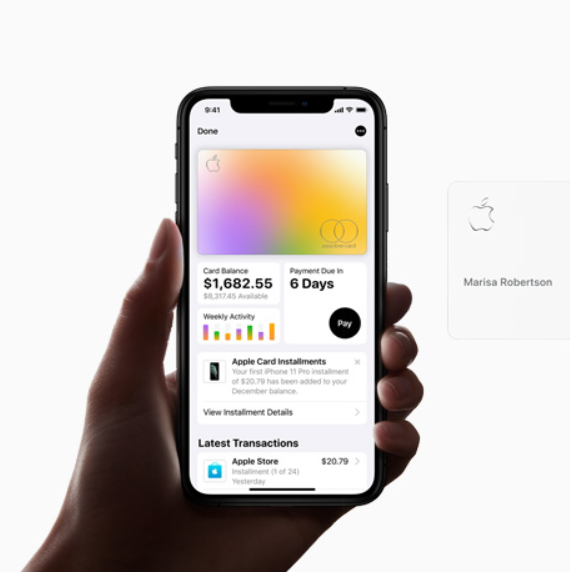 9:41
Done
Card Balance
$1,682.55
$8,317.45 Available
Payment Due In
6 Days
Weekly Activity
Pay
Apple Card Installments
Your first iPhone 11 Pro installment
of $20.79 has been added to your
December balance.
View Installment Details
Latest Transactions
Apple Store
$20.79
Installment (1 of 24)
Yesterday
Marisa Robertson